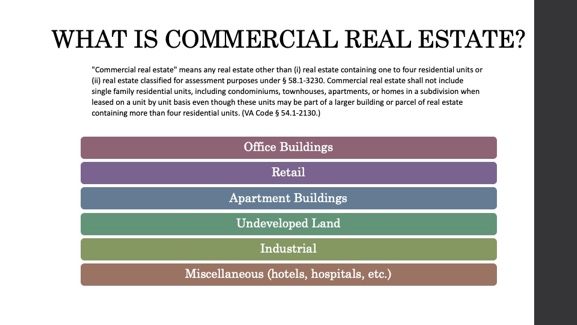 WHAT IS COMMERCIAL REAL ESTATE?
"Commercial real estate" means any real estate other than (i) real estate containing one to four residential units or
(ii) real estate classified for assessment purposes under § 58.1-3230. Commercial real estate shall not include
single family residential units, including condominiums, townhouses, apartments, or homes in a subdivision when
leased on a unit by unit basis even though these units may be part of a larger building or parcel of real estate
containing more than four residential units. (VA Code § 54.1-2130.)
Office Buildings
Retail
Apartment Buildings
Undeveloped Land
Industrial
Miscellaneous (hotels, hospitals, etc.)